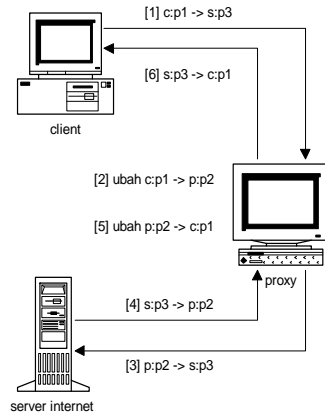 [1] c:p1 -> s:p3
[6] s:p3 -> c:p1
client
[2] ubah c:p1 -> p:p2
[5] ubah p:p2 -> c:p1
proxy
[4] s:p3 -> p:p2
[3] p:p2 -> s:p3
server internet